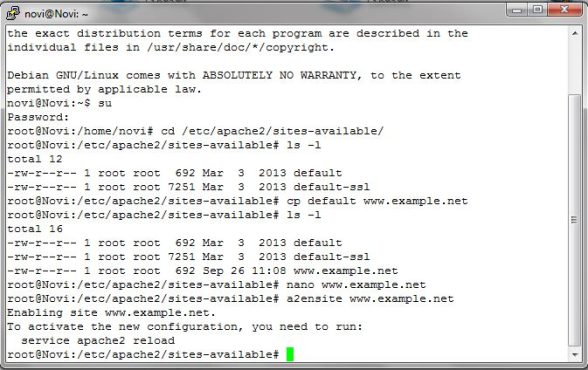 novi@Novi: ~
the exact distribution terms for each program are described in the
individual files in /usr/share/doc/*/copyright.
Debian GNU/Linux comes with ABSOLUTELY NO WARRANTY, to the extent
permitted by applicable law.
novi@Novi:~$ su
Password:
root@Novi:/home/novi# cd /etc/apache2/sites-available/
root@Novi:/etc/apache2/sites-available# ls -l
total 12
-rw-r--r-- 1 root root  692 Mar  3  2013 default
-rw-r--r-- 1 root root 7251 Mar  3  2013 default-ssl
root@Novi:/etc/apache2/sites-available# cp default www.example.net
root@Novi:/etc/apache2/sites-available# ls -l
total 16
-rw-r--r-- 1 root root  692 Mar  3  2013 default
-rw-r--r-- 1 root root 7251 Mar  3  2013 default-ssl
-rw-r--r-- 1 root root  692 Sep 26 11:08 www.example.net
root@Novi:/etc/apache2/sites-available# nano www.example.net
root@Novi:/etc/apache2/sites-available# a2ensite www.example.net
Enabling site www.example.net.
To activate the new configuration, you need to run:
  service apache2 reload
root@Novi:/etc/apache2/sites-available#